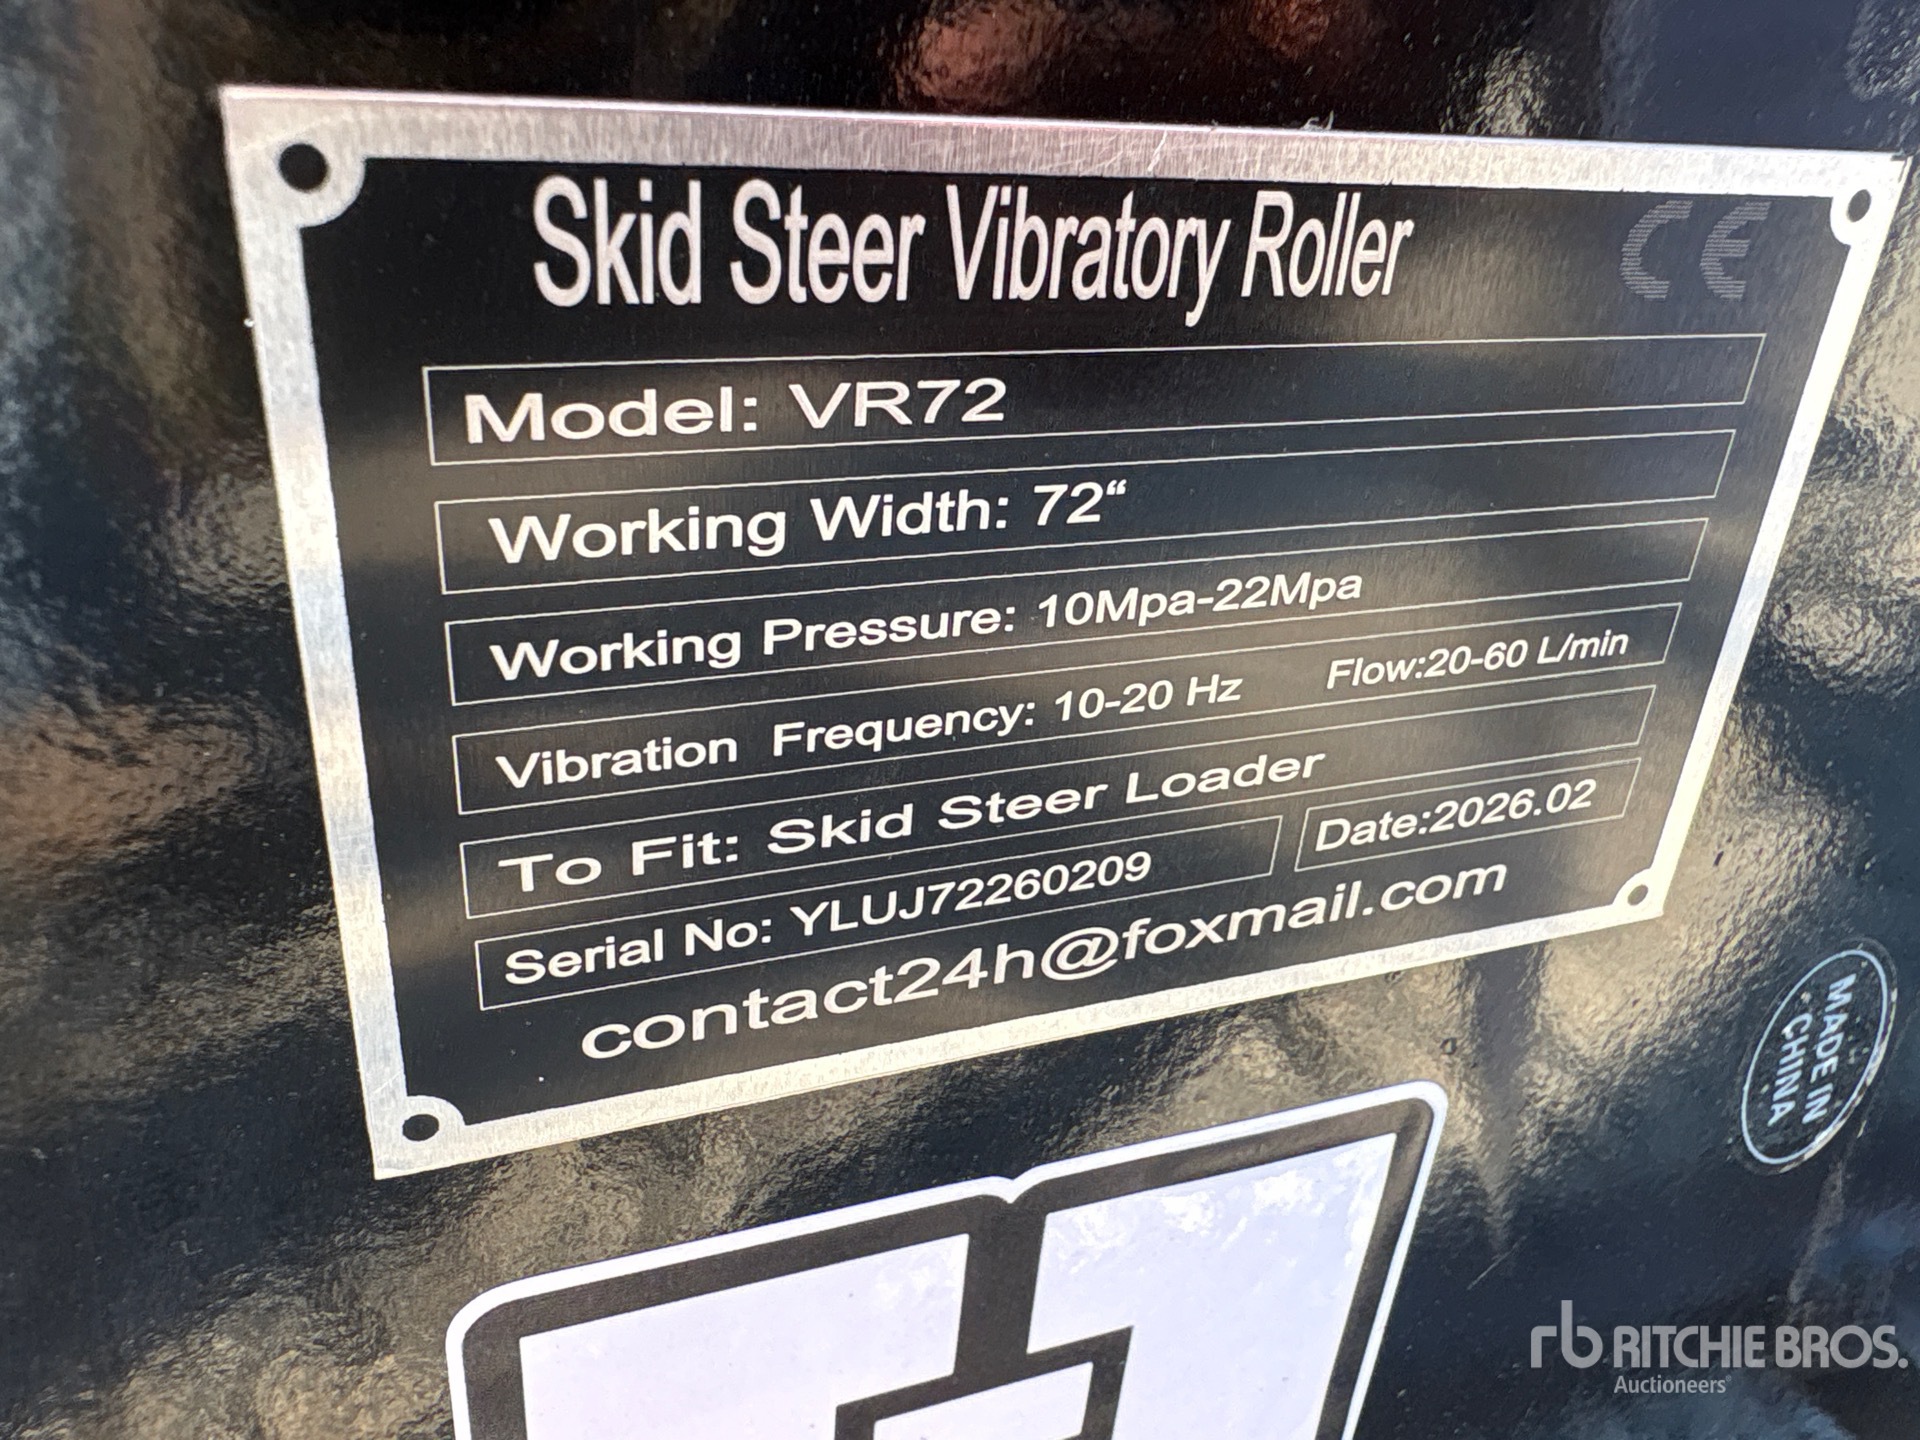 Skid Steer Vibratory Roller CE
Model: VR72
Working Width: 72“
Working Pressure: 10Mpa-22Mpa
Vibration Frequency: 10-20 Hz Flow:20-60 L/min
To Fit: Skid Steer Loader
Serial No: YLUJ72260209 Date:2026.02
contact24h@foxmail.com
MADE IN
CHINA
rb RITCHIE BROS.
Auctioneers